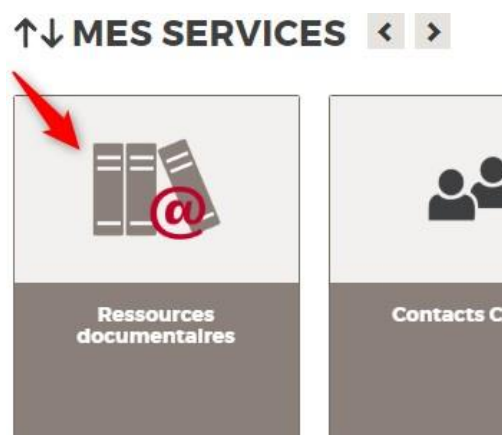 MES SERVICES
@
Ressources
documentaires
Contacts C